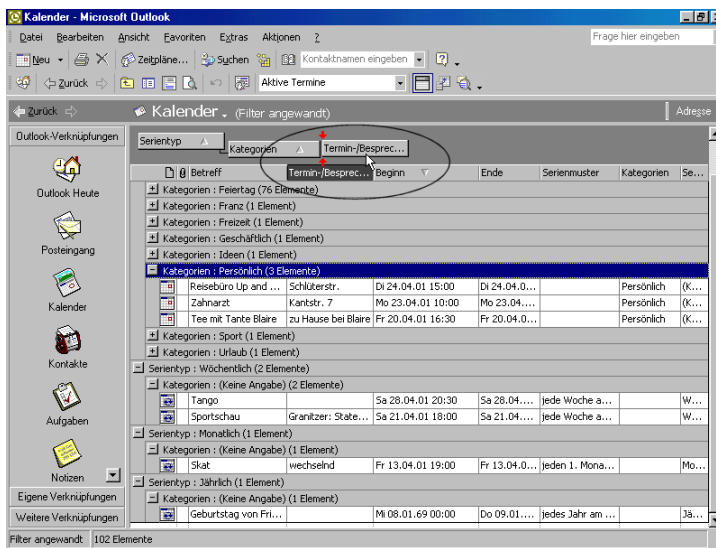 Kalender - Microsoft Outlook
Datei Bearbeiten Ansicht Favoriten Extras Aktionen ? Frage hier eingeben
Neu Zeitpläne... Suchen Kontaktnamen eingeben
Zurück Aktive Termine
Zurück Kalender. (Filter angewandt) Adresse
Outlook-Verknüpfungen
Outlook Heute
Posteingang
Kalender
Kontakte
Aufgaben
Notizen
Eigene Verknüpfungen
Weitere Verknüpfungen
Serientyp
Kategorien
Termin-/Besprec...
Betreff Termin-/Besprec... Beginn Ende Serienmuster Kategorien Se...
Kategorien : Feiertag (76 Elemente)
Kategorien : Franz (1 Element)
Kategorien : Freizeit (1 Element)
Kategorien : Geschäftlich (1 Element)
Kategorien : Ideen (1 Element)
Kategorien : Persönlich (3 Elemente)
Reisebüro Up and ... Schlüterstr. Di 24.04.01 15:00 Di 24.04.0... Persönlich (K...
Zahnarzt Kantstr. 7 Mo 23.04.01 10:00 Mo 23.04.... Persönlich (K...
Tee mit Tante Blaire zu Hause bei Blaire Fr 20.04.01 16:30 Fr 20.04.0... Persönlich (K...
Kategorien : Sport (1 Element)
Kategorien : Urlaub (1 Element)
Serientyp : Wöchentlich (2 Elemente)
Kategorien : (Keine Angabe) (2 Elemente)
Tango Sa 28.04.01 20:30 Sa 28.04.... jede Woche a... W...
Sportschau Granitzer: State... Sa 21.04.01 18:00 Sa 21.04.... jede Woche a... W...
Serientyp : Monatlich (1 Element)
Kategorien : (Keine Angabe) (1 Element)
Skat wechselnd Fr 13.04.01 19:00 Fr 13.04.0... jeden 1. Mona... Mo...
Serientyp : Jährlich (1 Element)
Kategorien : (Keine Angabe) (1 Element)
Geburtstag von Fri... Mi 08.01.69 00:00 Do 09.01.... jedes Jahr am ... Jä...
Filter angewandt 102 Elemente